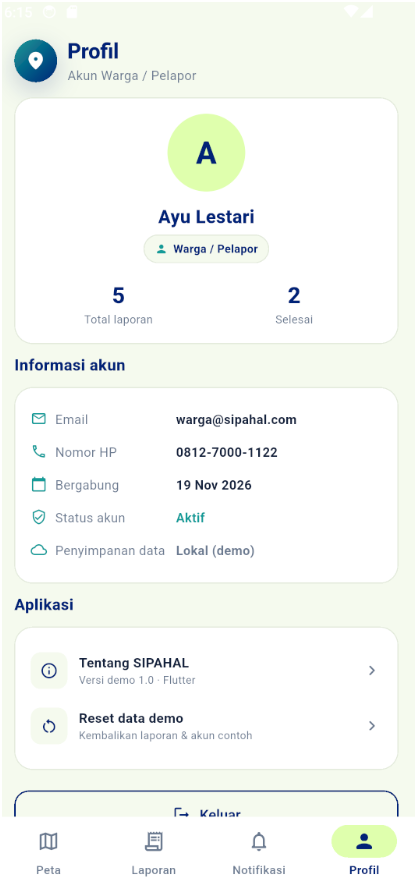 6:15
Profil
Akun Warga / Pelapor
A
Ayu Lestari
Warga / Pelapor
5
Total laporan
2
Selesai
Informasi akun
Email warga@sipahal.com
Nomor HP 0812-7000-1122
Bergabung 19 Nov 2026
Status akun Aktif
Penyimpanan data Lokal (demo)
Aplikasi
Tentang SIPAHAL
Versi demo 1.0 · Flutter
Reset data demo
Kembalikan laporan & akun contoh
Keluar
Peta Laporan Notifikasi Profil